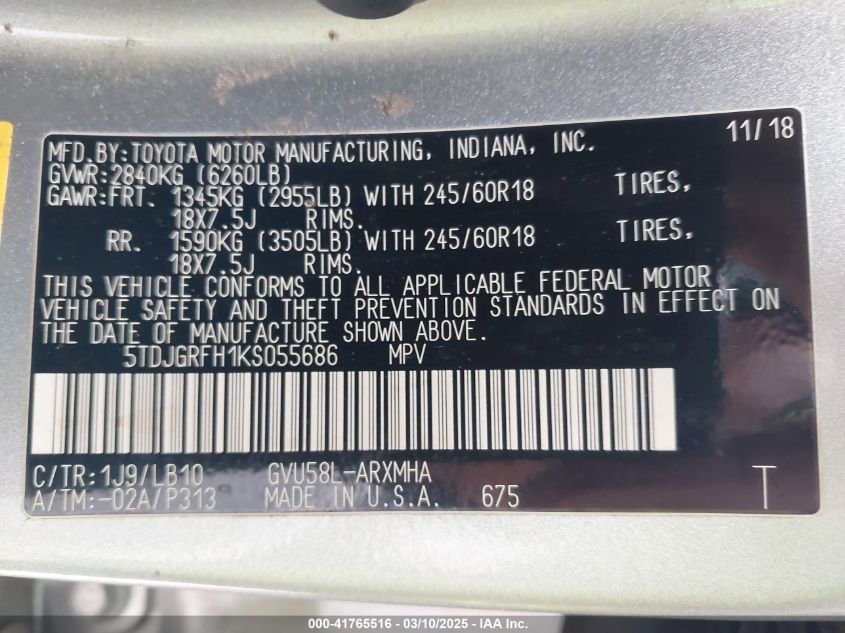 MFD.BY:TOYOTA MOTOR MANUFACTURING, INDIANA, INC. 11/18
GVWR:2840KG (6260LB)
GAWR:FRT. 1345KG (2955LB) WITH 245/60R18 TIRES,
18X7.5J RIMS.
RR. 1590KG (3505LB) WITH 245/60R18 TIRES,
18X7.5J RIMS.
THIS VEHICLE CONFORMS TO ALL APPLICABLE FEDERAL MOTOR
VEHICLE SAFETY AND THEFT PREVENTION STANDARDS IN EFFECT ON
THE DATE OF MANUFACTURE SHOWN ABOVE.
5TDJGRFH1KS055686 MPV
C/TR:1J9/LB10 GVU58L-ARXMHA
A/TM:-02A/P313 MADE IN U.S.A. 675 T
000-41765516 - 03/10/2025 - IAA, Inc.